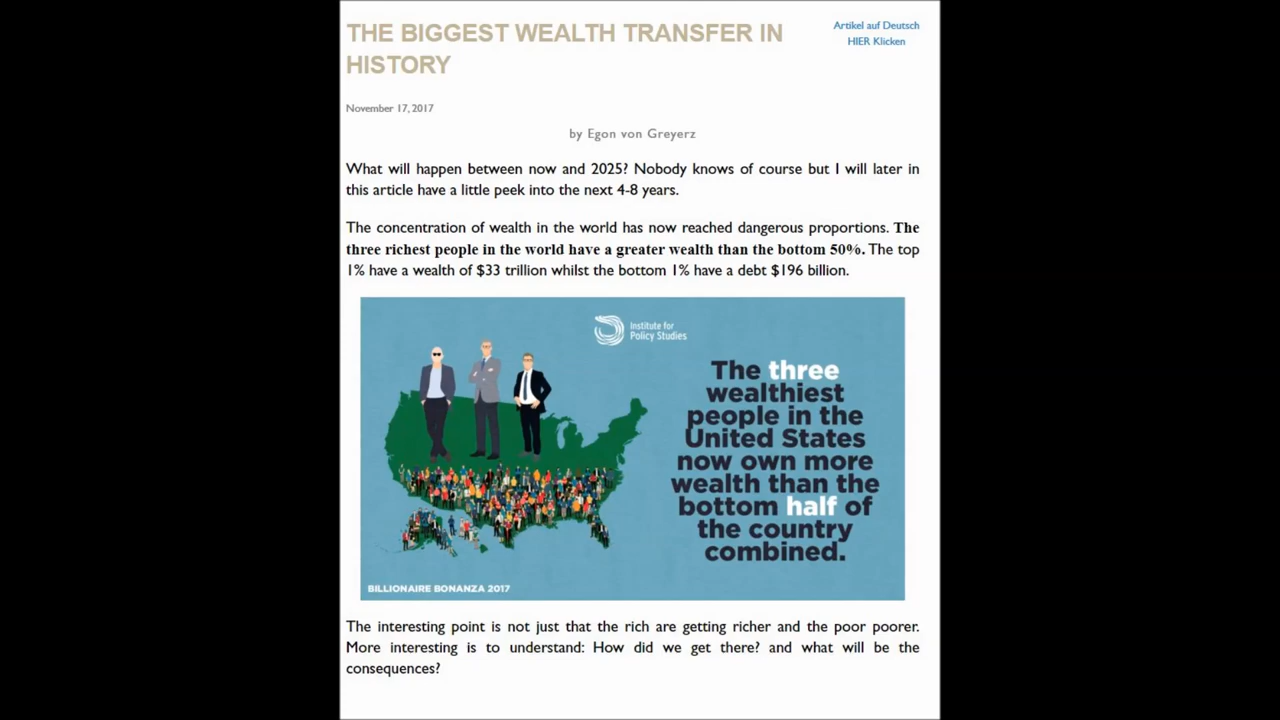 THE BIGGEST WEALTH TRANSFER IN
HISTORY
Artikel auf Deutsch
HIER Klicken
November 17, 2017
by Egon von Greyerz
What will happen between now and 2025? Nobody knows of course but I will later in
this article have a little peek into the next 4-8 years.
The concentration of wealth in the world has now reached dangerous proportions. The
three richest people in the world have a greater wealth than the bottom 50%. The top
1% have a wealth of $33 trillion whilst the bottom 1% have a debt $196 billion.
Institute for
Policy Studies
The three
wealthiest
people in the
United States
now own more
wealth than the
bottom half of
the country
combined.
BILLIONAIRE BONANZA 2017
The interesting point is not just that the rich are getting richer and the poor poorer.
More interesting is to understand: How did we get there? and what will be the
consequences?